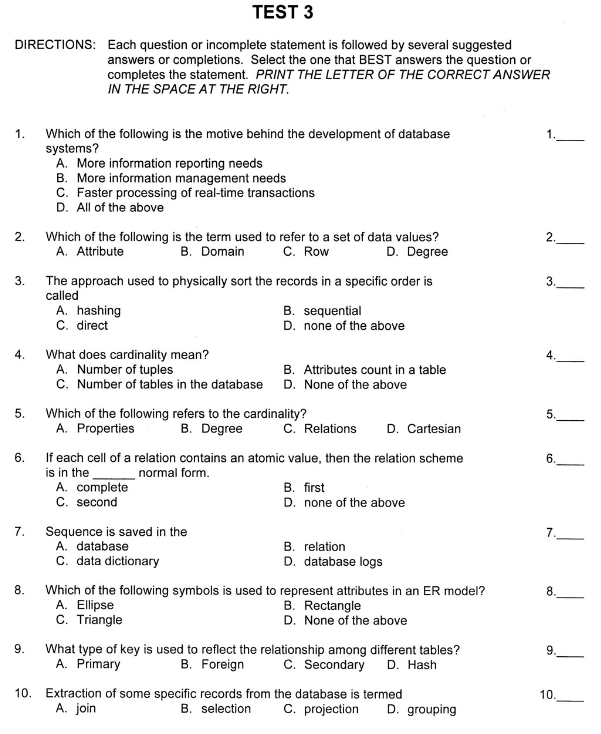 TEST 3
DIRECTIONS: Each question or incomplete statement is followed by several suggested
answers or completions. Select the one that BEST answers the question or
completes the statement. PRINT THE LETTER OF THE CORRECT ANSWER
IN THE SPACE AT THE RIGHT.
1. Which of the following is the motive behind the development of database 1.____
systems?
A. More information reporting needs
B. More information management needs
C. Faster processing of real-time transactions
D. All of the above
2. Which of the following is the term used to refer to a set of data values? 2.____
A. Attribute B. Domain C. Row D. Degree
3. The approach used to physically sort the records in a specific order is 3.____
called
A. hashing B. sequential
C. direct D. none of the above
4. What does cardinality mean? 4.____
A. Number of tuples B. Attributes count in a table
C. Number of tables in the database D. None of the above
5. Which of the following refers to the cardinality? 5.____
A. Properties B. Degree C. Relations D. Cartesian
6. If each cell of a relation contains an atomic value, then the relation scheme 6.____
is in the ______ normal form.
A. complete B. first
C. second D. none of the above
7. Sequence is saved in the 7.____
A. database B. relation
C. data dictionary D. database logs
8. Which of the following symbols is used to represent attributes in an ER model? 8.____
A. Ellipse B. Rectangle
C. Triangle D. None of the above
9. What type of key is used to reflect the relationship among different tables? 9.____
A. Primary B. Foreign C. Secondary D. Hash
10. Extraction of some specific records from the database is termed 10.____
A. join B. selection C. projection D. grouping